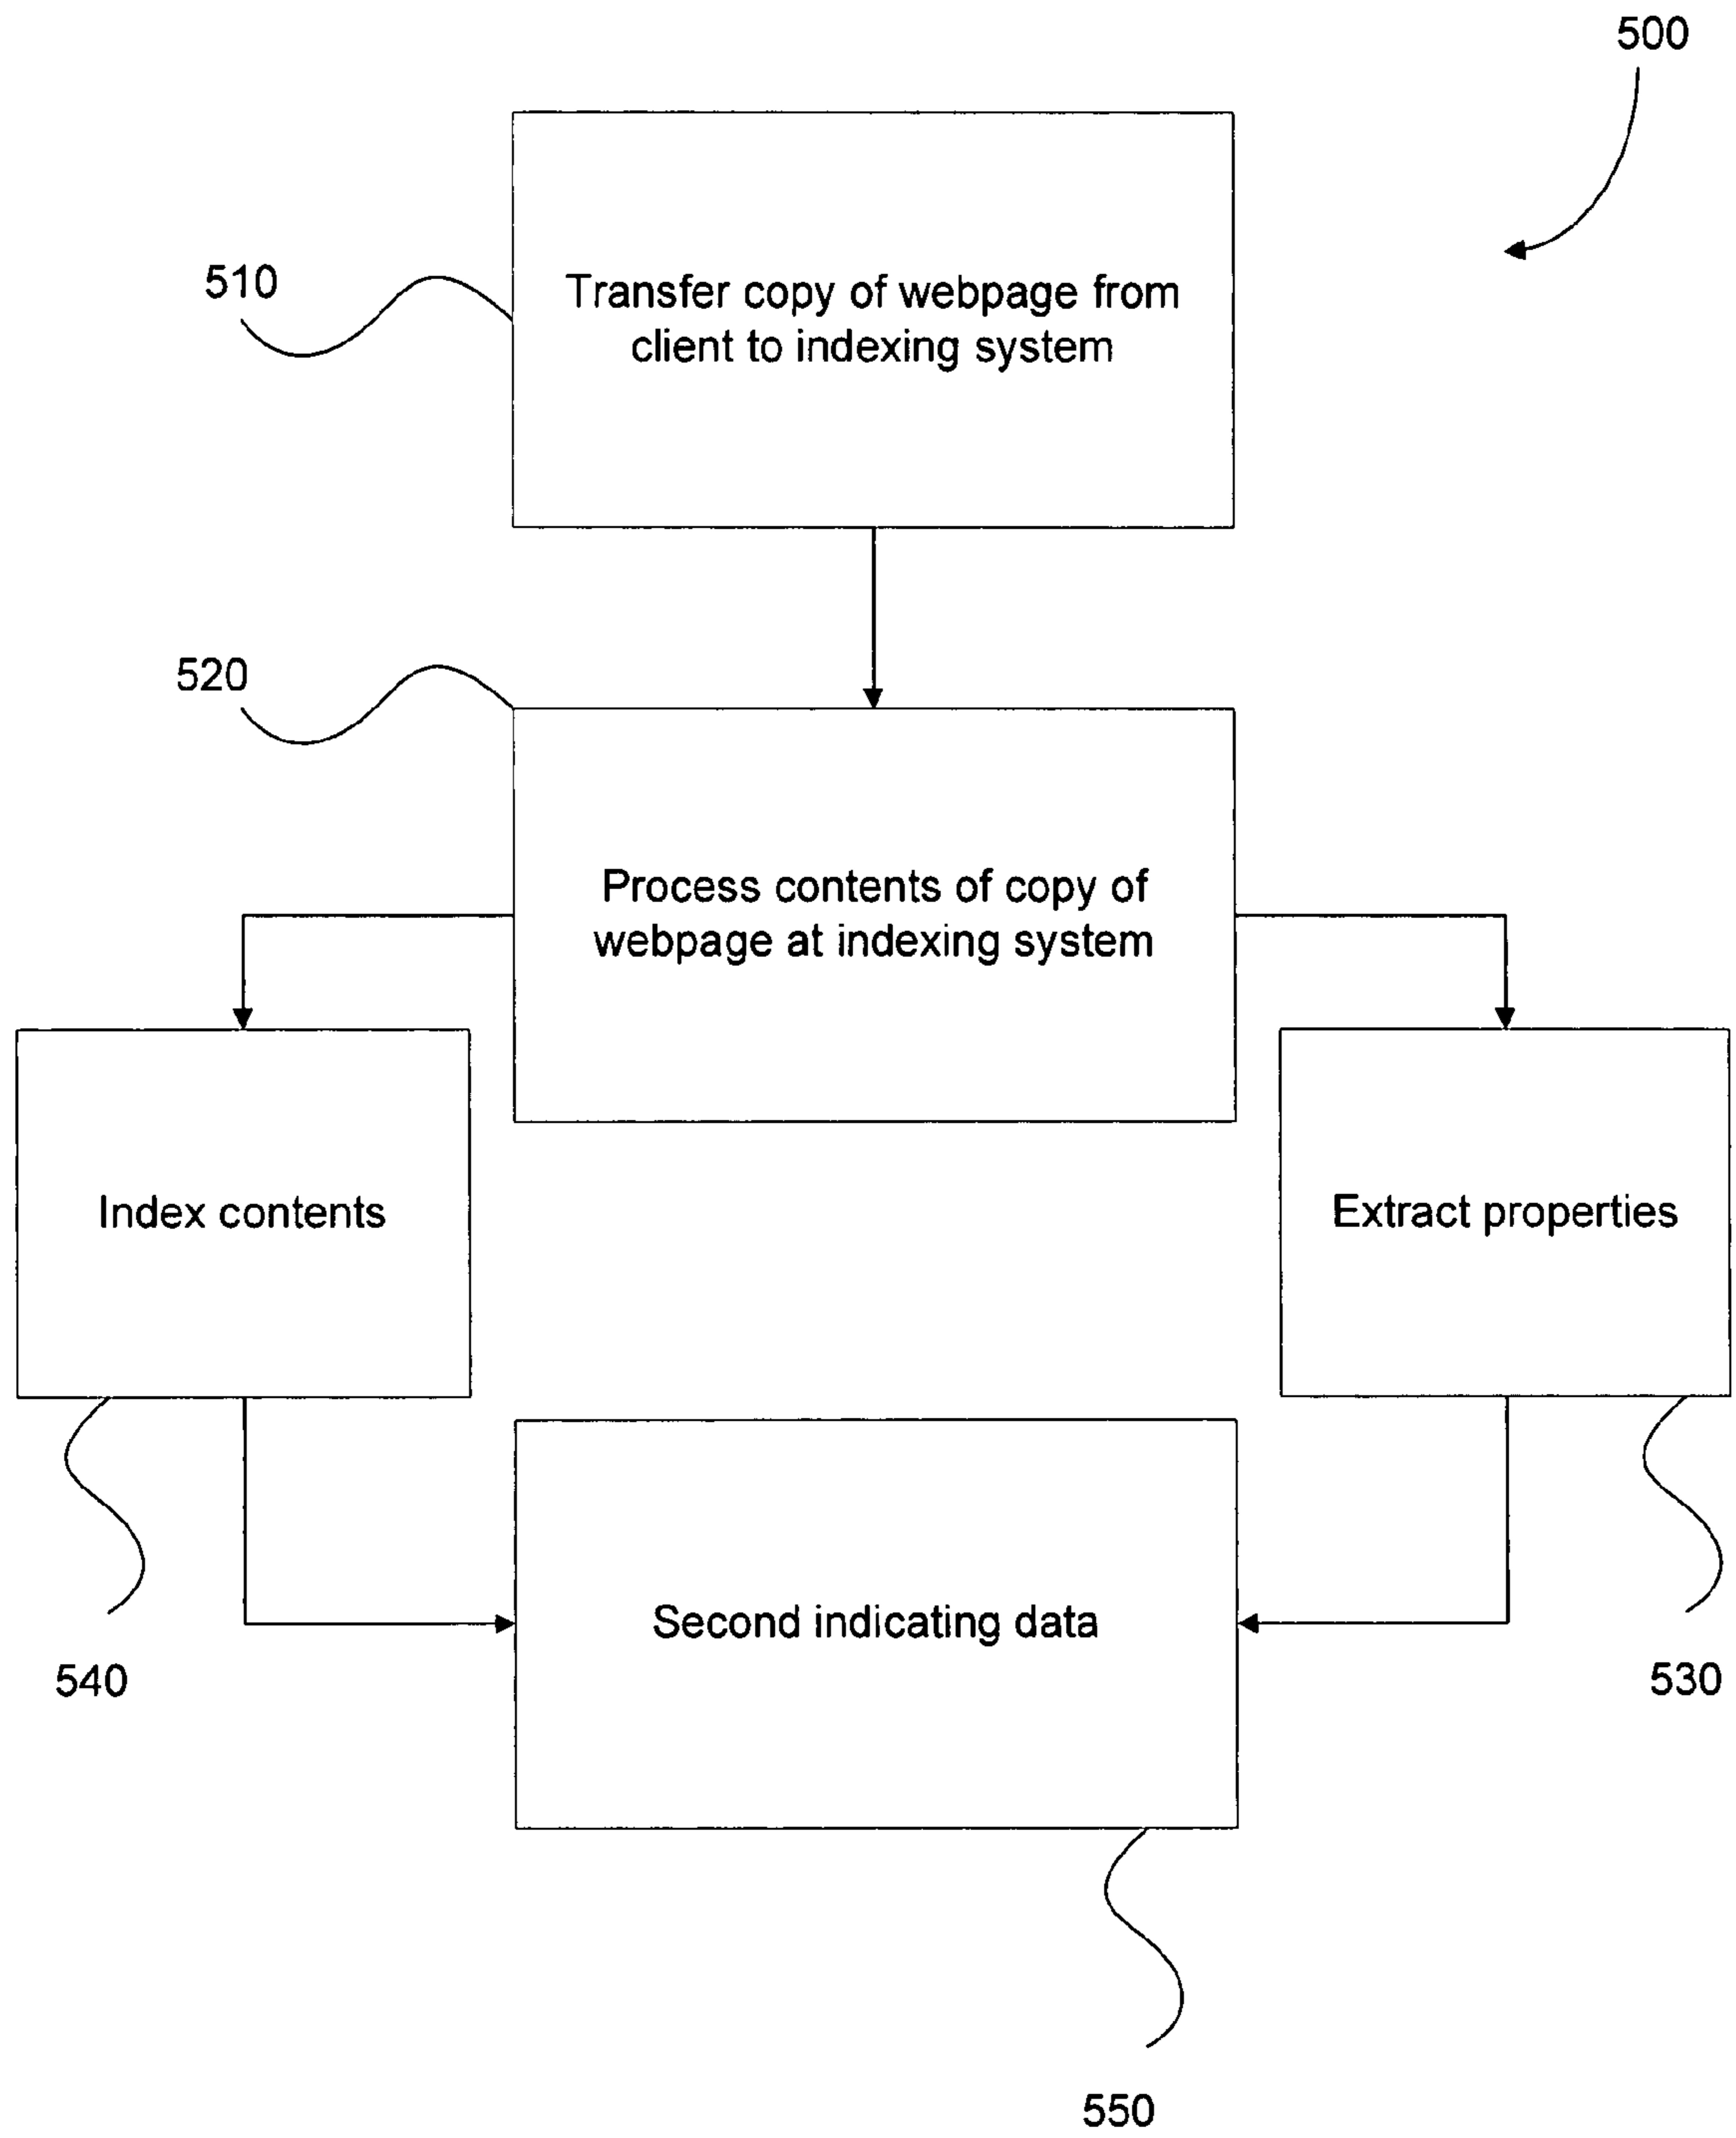 500
510
Transfer copy of webpage from
client to indexing system
520
Process contents of copy of
webpage at indexing system
Index contents
Extract properties
Second indicating data
540
530
550